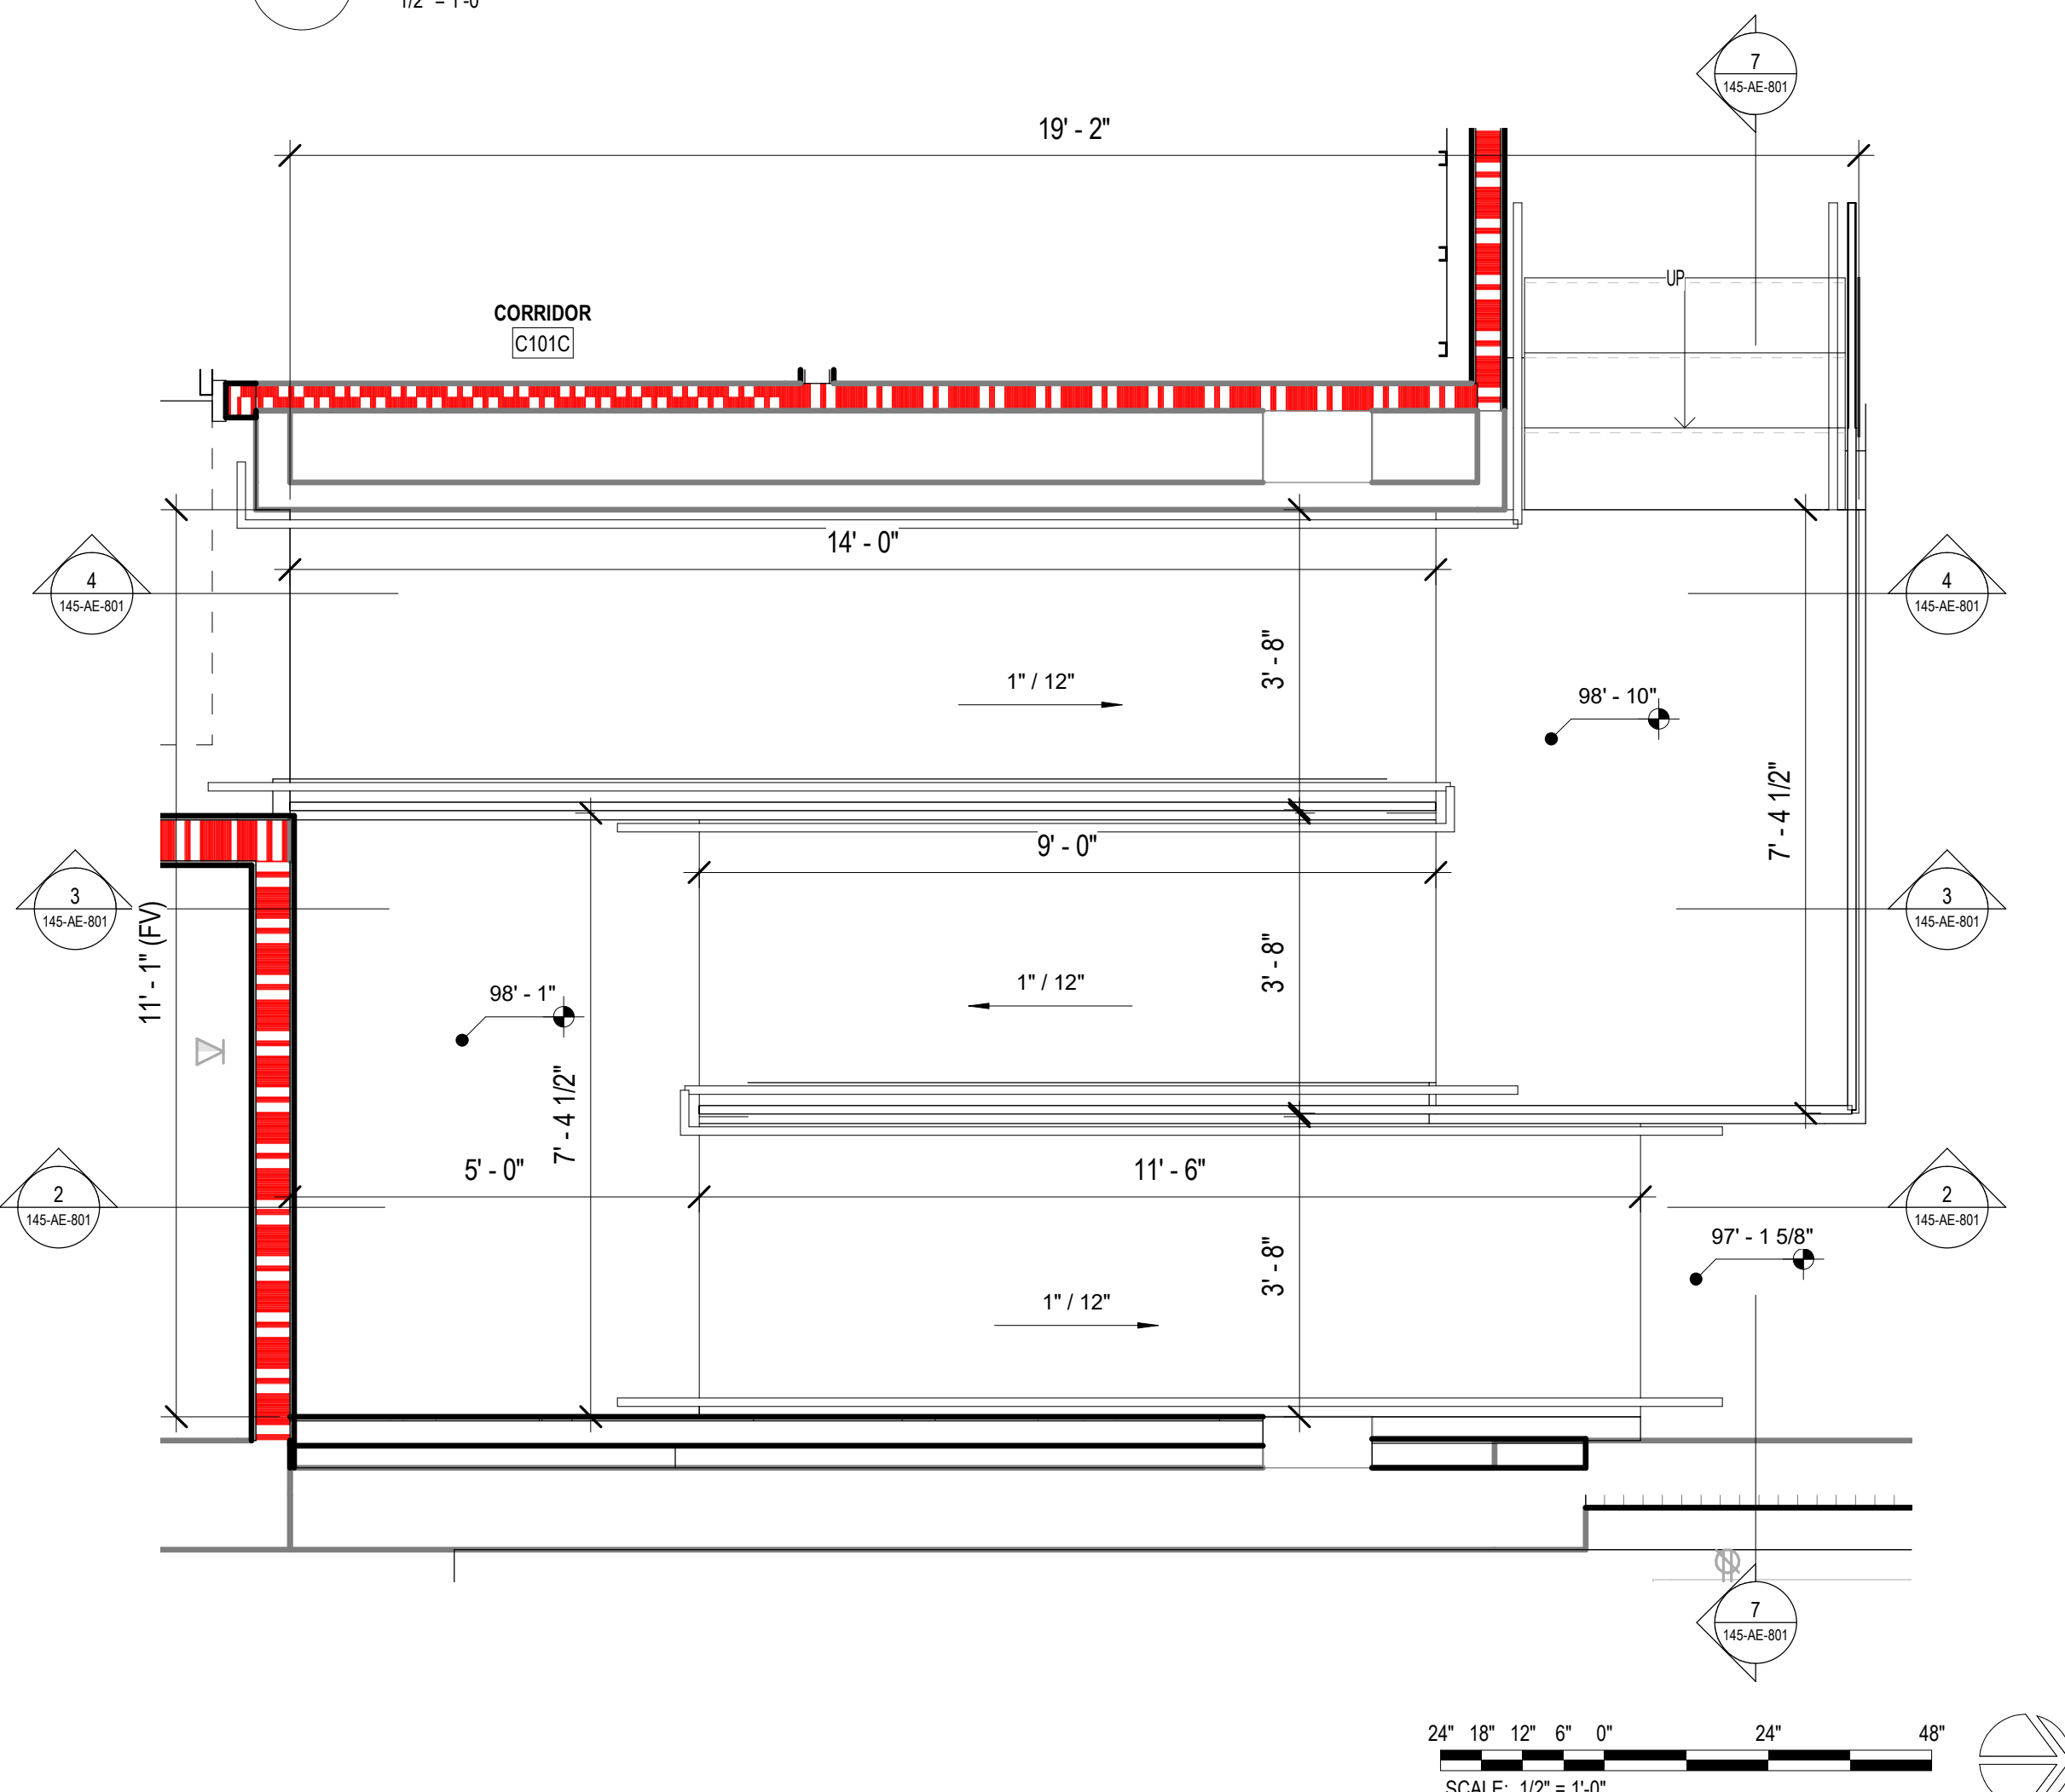 1/2" = 1'-0"
7
145-AE-801
19' - 2"
UP
CORRIDOR
C101C
14' - 0"
4
145-AE-801
4
145-AE-801
3' - 8"
1" / 12"
98' - 10"
7' - 4 1/2"
9' - 0"
3
145-AE-801
3
145-AE-801
11' - 1" (FV)
3' - 8"
1" / 12"
98' - 1"
7' - 4 1/2"
5' - 0"
11' - 6"
2
145-AE-801
2
145-AE-801
97' - 1 5/8"
3' - 8"
1" / 12"
7
145-AE-801
24" 18" 12" 6" 0" 24" 48"
SCALE: 1/2" = 1'-0"